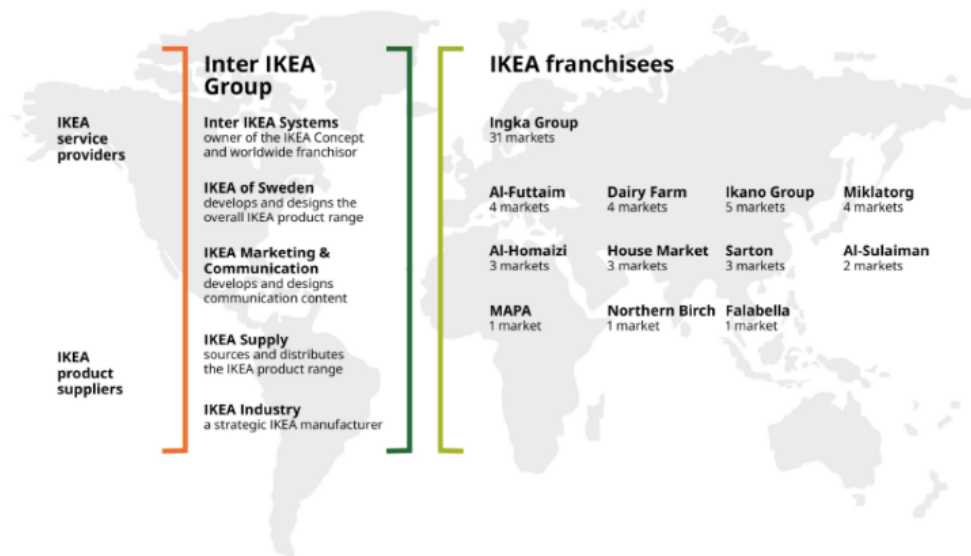 IKEA
service
providers
IKEA
product
suppliers
Inter IKEA
Group
Inter IKEA Systems
owner of the IKEA Concept
and worldwide franchisor
IKEA of Sweden
develops and designs the
overall IKEA product range
IKEA Marketing &
Communication
develops and designs
communication content
IKEA Supply
sources and distributes
the IKEA product range
IKEA Industry
a strategic IKEA manufacturer
IKEA franchisees
Ingka Group
31 markets
Al-Futtaim
4 markets
Dairy Farm
4 markets
Ikano Group
5 markets
Miklatorg
4 markets
Al-Homaizi
3 markets
House Market
3 markets
Sarton
3 markets
Al-Sulaiman
2 markets
MAPA
1 market
Northern Birch
1 market
Falabella
1 market